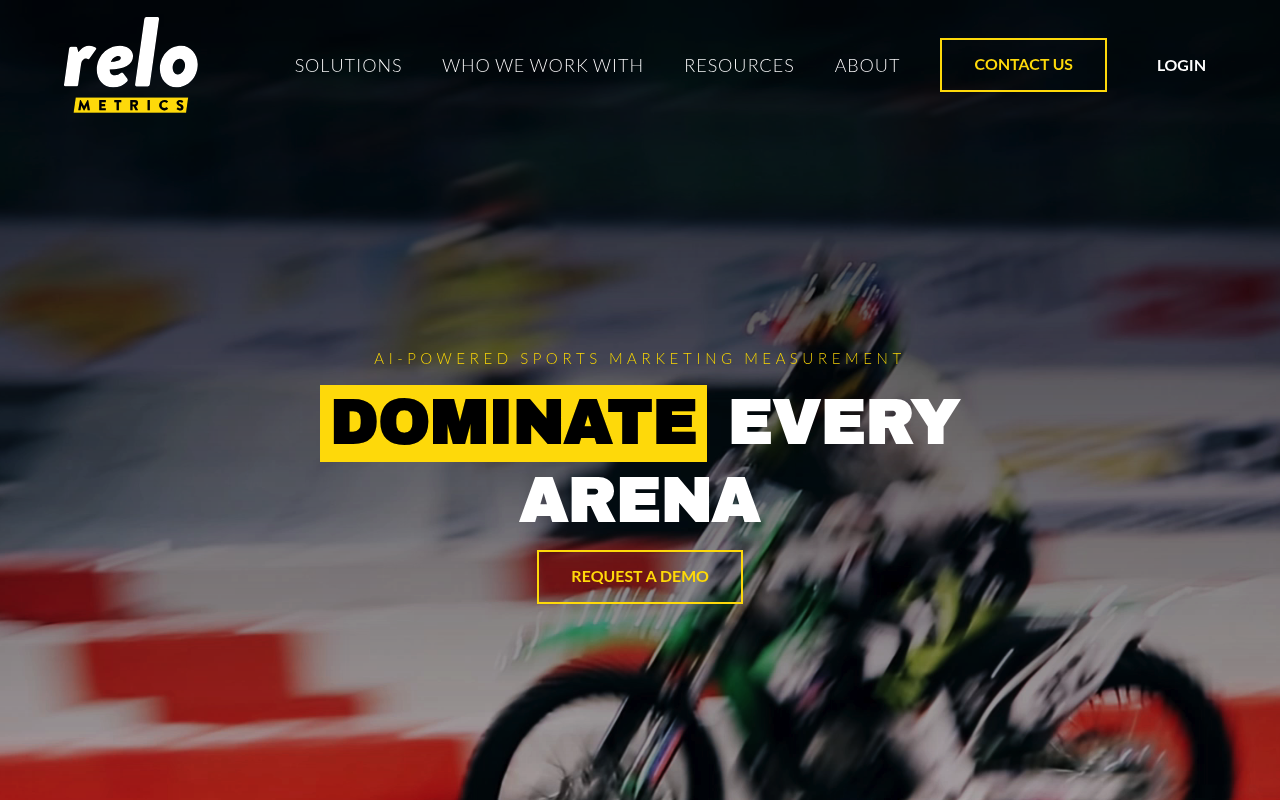 relo
METRICS
SOLUTIONS
WHO WE WORK WITH
RESOURCES
ABOUT
CONTACT US
LOGIN
AI-POWERED SPORTS MARKETING MEASUREMENT
DOMINATE EVERY
ARENA
REQUEST A DEMO